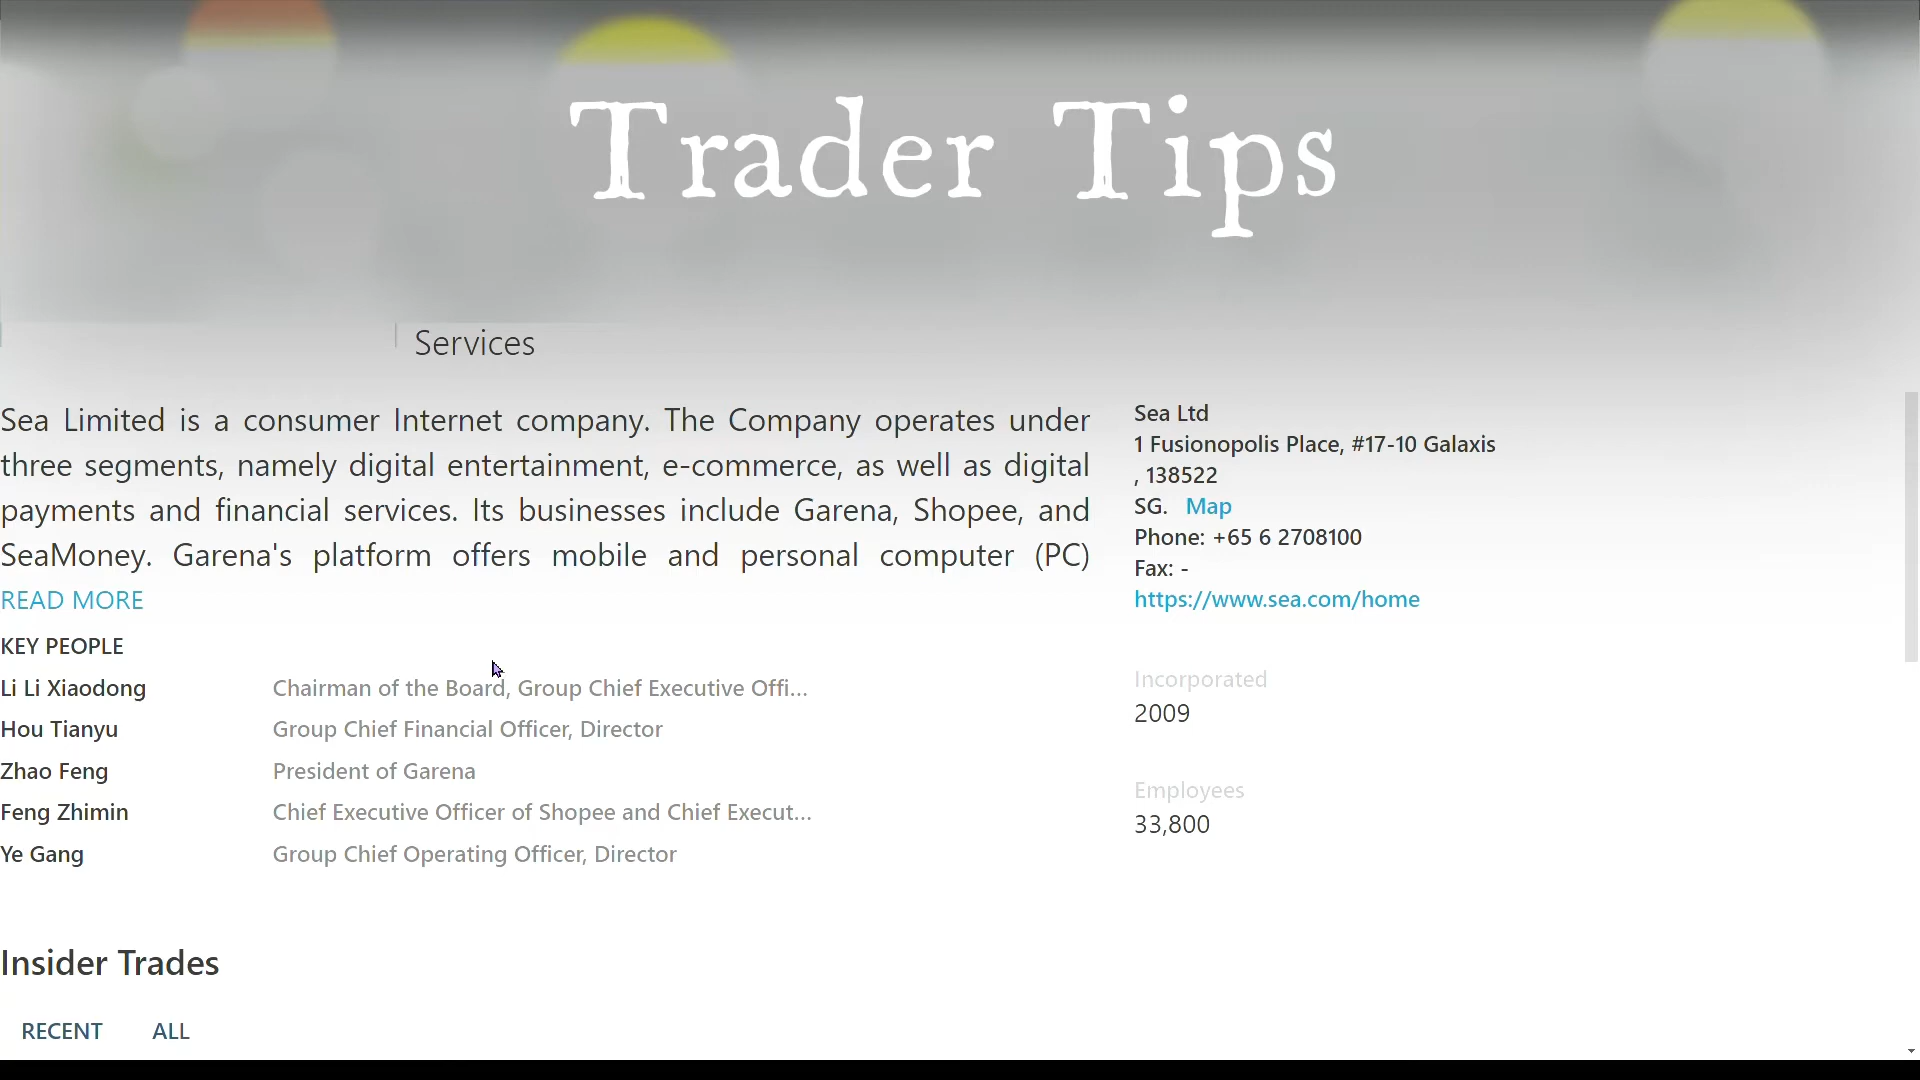 Trader Tips
Services
Sea Limited is a consumer Internet company. The Company operates under
three segments, namely digital entertainment, e-commerce, as well as digital
payments and financial services. Its businesses include Garena, Shopee, and
SeaMoney. Garena's platform offers mobile and personal computer (PC)
READ MORE
KEY PEOPLE
Li Li Xiaodong Chairman of the Board, Group Chief Executive Offi...
Hou Tianyu Group Chief Financial Officer, Director
Zhao Feng President of Garena
Feng Zhimin Chief Executive Officer of Shopee and Chief Execut...
Ye Gang Group Chief Operating Officer, Director
Sea Ltd
1 Fusionopolis Place, #17-10 Galaxis
, 138522
SG. Map
Phone: +65 6 2708100
Fax: -
https://www.sea.com/home
Incorporated
2009
Employees
33,800
Insider Trades
RECENT ALL